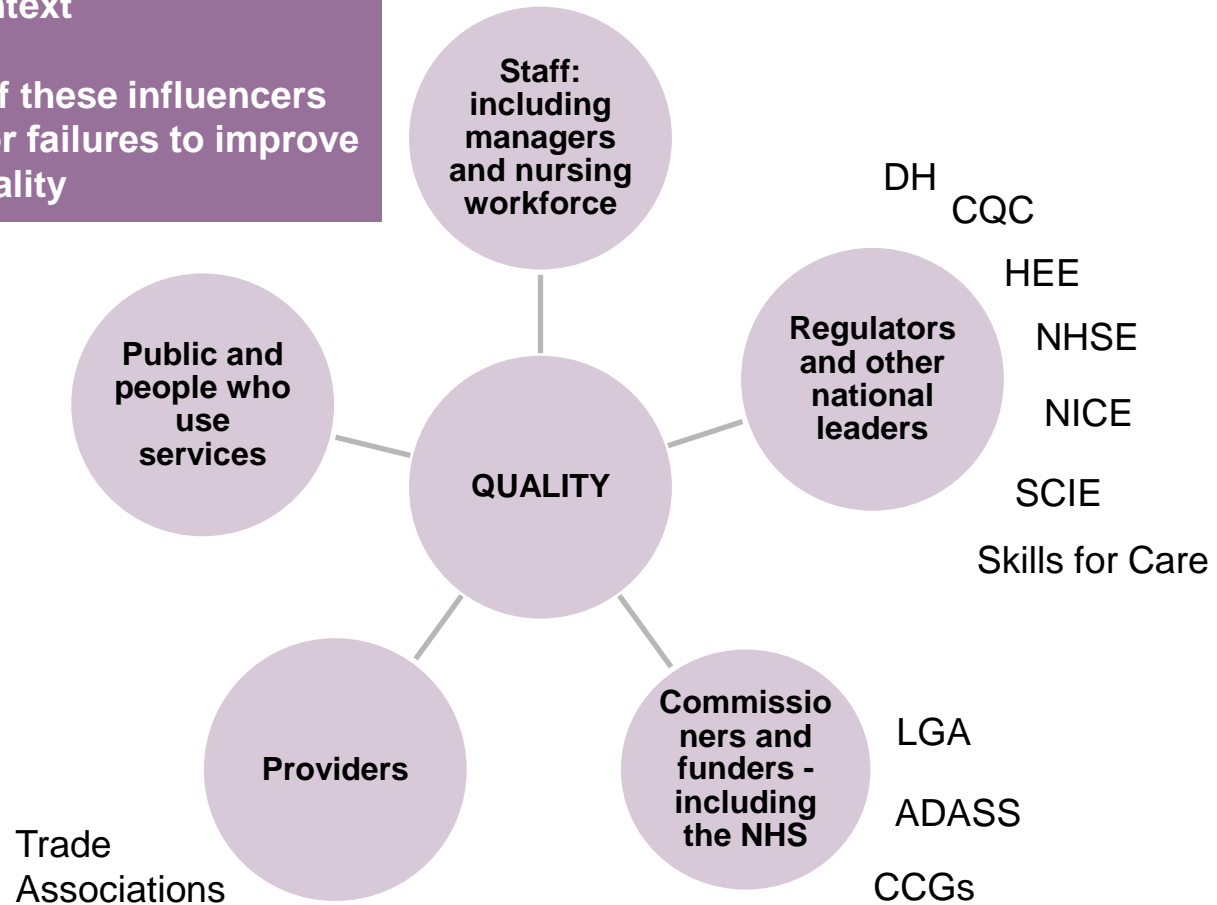 ntext
f these influencers
or failures to improve
ality
Staff:
including
managers
and nursing
workforce
DH
CQC
HEE
NHSE
NICE
SCIE
Skills for Care
Regulators
and other
national
leaders
Public and
people who
use
services
QUALITY
Commissio
ners and
funders -
including
the NHS
LGA
ADASS
CCGs
Providers
Trade
Associations